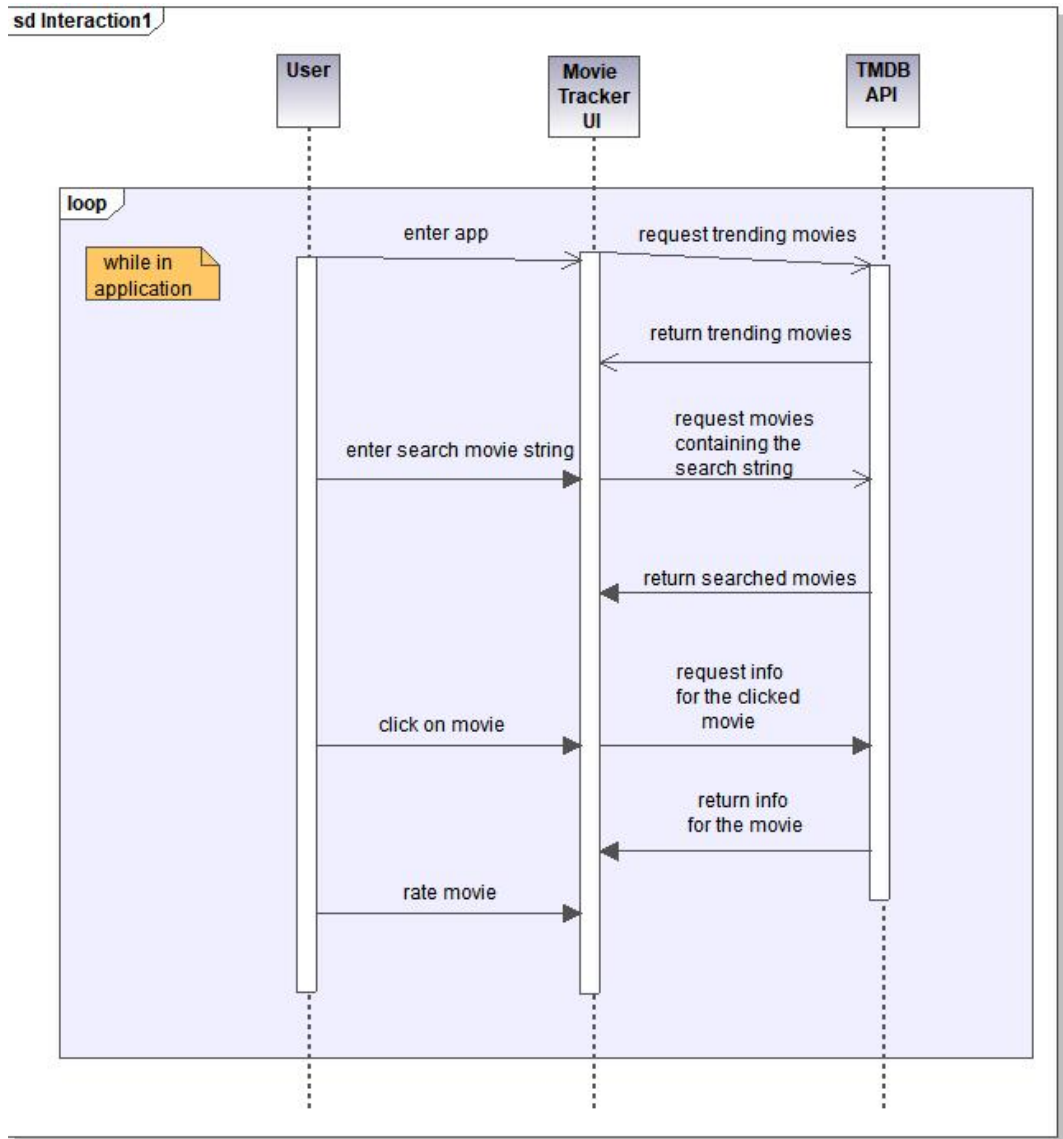 sd Interaction1
User
Movie
Tracker
UI
TMDB
API
loop
while in
application
enter app
request trending movies
return trending movies
enter search movie string
request movies
containing the
search string
return searched movies
click on movie
request info
for the clicked
movie
return info
for the movie
rate movie